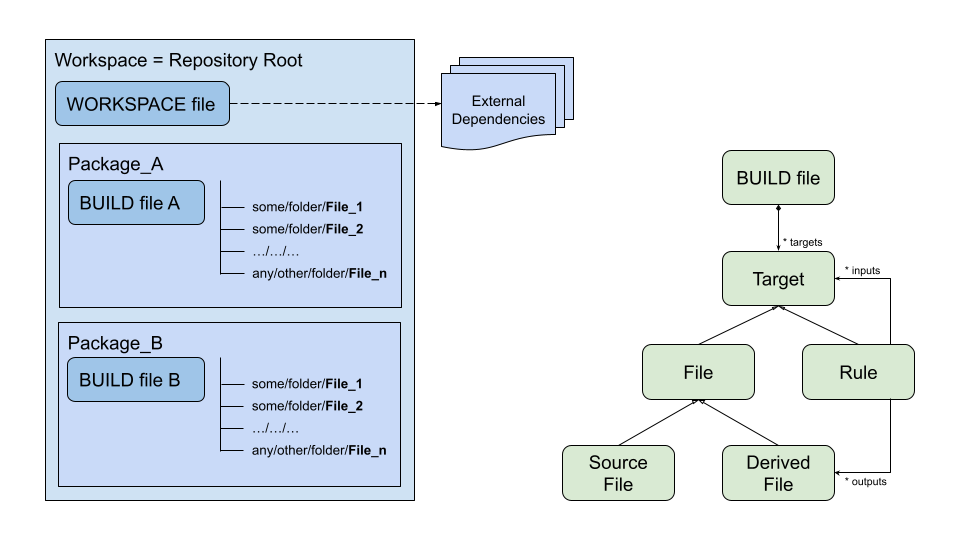 Workspace = Repository Root
WORKSPACE file
External
Dependencies
Package_A
BUILD file A
some/folder/File_1
some/folder/File_2
…/…/…
any/other/folder/File_n
Package_B
BUILD file B
some/folder/File_1
some/folder/File_2
…/…/…
any/other/folder/File_n
BUILD file
* targets
Target
* inputs
File
Rule
Source
File
Derived
File
* outputs